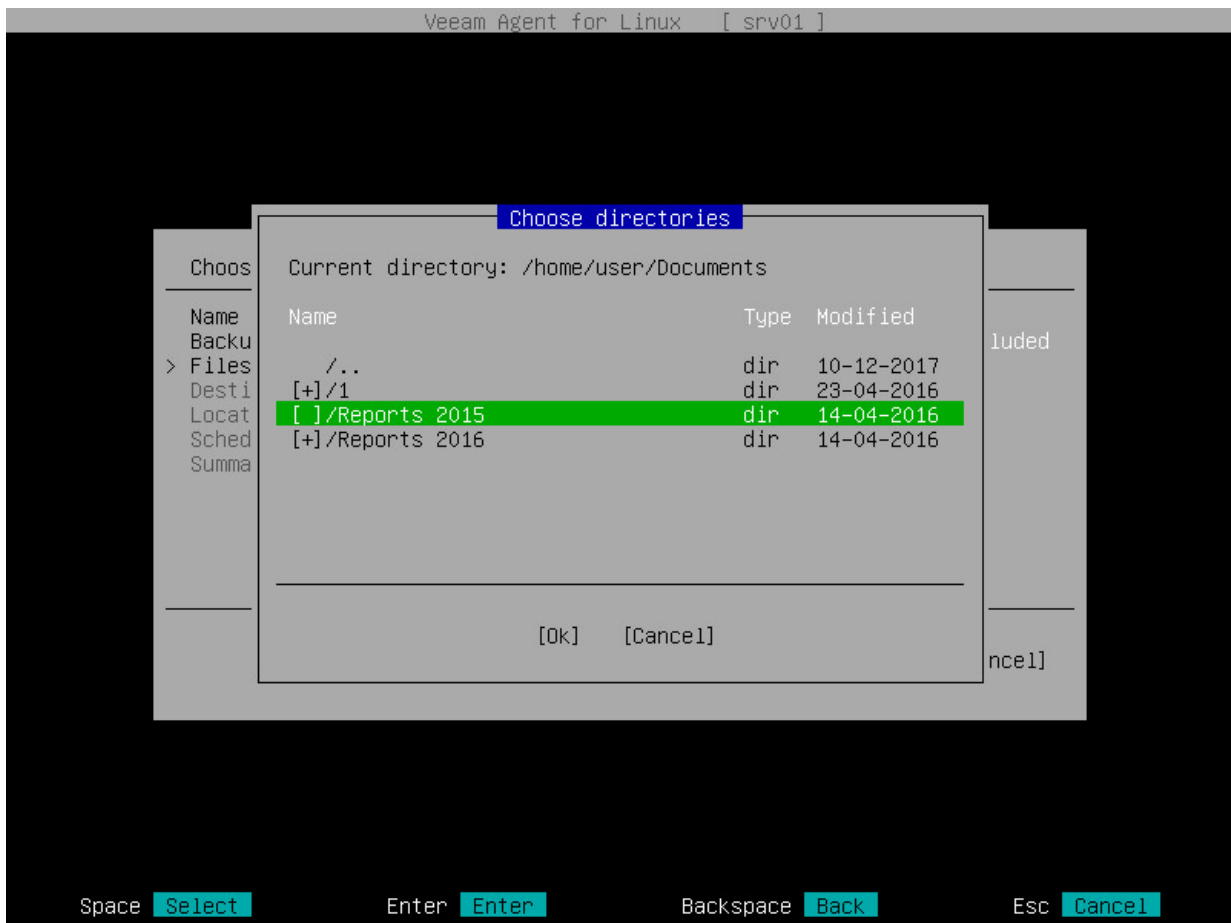 Veeam Agent for Linux [ srv01 ]
Choose directories
Choos
Current directory: /home/user/Documents
Name
Name Type Modified
Backu
luded
> Files
/.. dir 10-12-2017
Desti
[+]/1 dir 23-04-2016
Locat
[ ]/Reports 2015 dir 14-04-2016
Sched
[+]/Reports 2016 dir 14-04-2016
Summa
[Ok] [Cancel]
ncel]
Space Select Enter Enter Backspace Back Esc Cancel